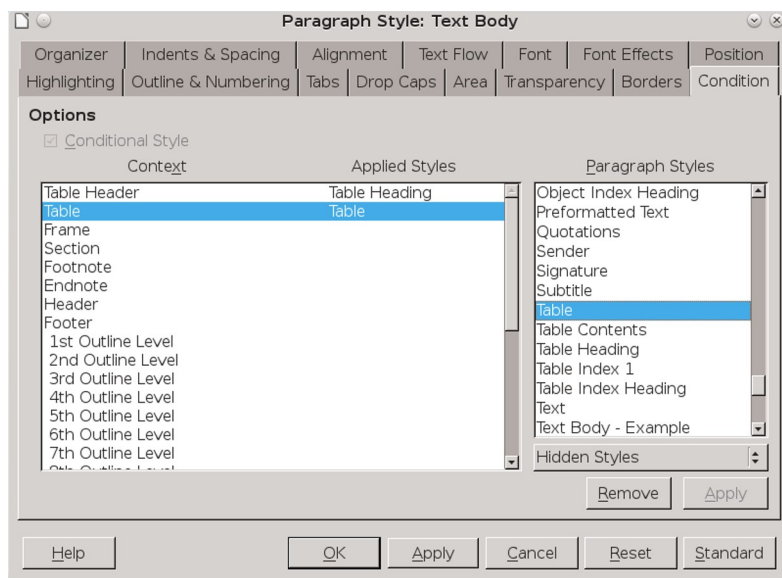 Paragraph Style: Text Body
Organizer Indents & Spacing Alignment Text Flow Font Font Effects Position
Highlighting Outline & Numbering Tabs Drop Caps Area Transparency Borders Condition
Options
Conditional Style
Context Applied Styles Paragraph Styles
Table Header Table Heading Object Index Heading
Table Table Preformatted Text
Frame Quotations
Section Sender
Footnote Signature
Endnote Subtitle
Header Table
Footer Table Contents
1st Outline Level Table Heading
2nd Outline Level Table Index 1
3rd Outline Level Table Index Heading
4th Outline Level Text
5th Outline Level Text Body - Example
6th Outline Level
7th Outline Level Hidden Styles
8th Outline Level
Remove Apply
Help OK Apply Cancel Reset Standard